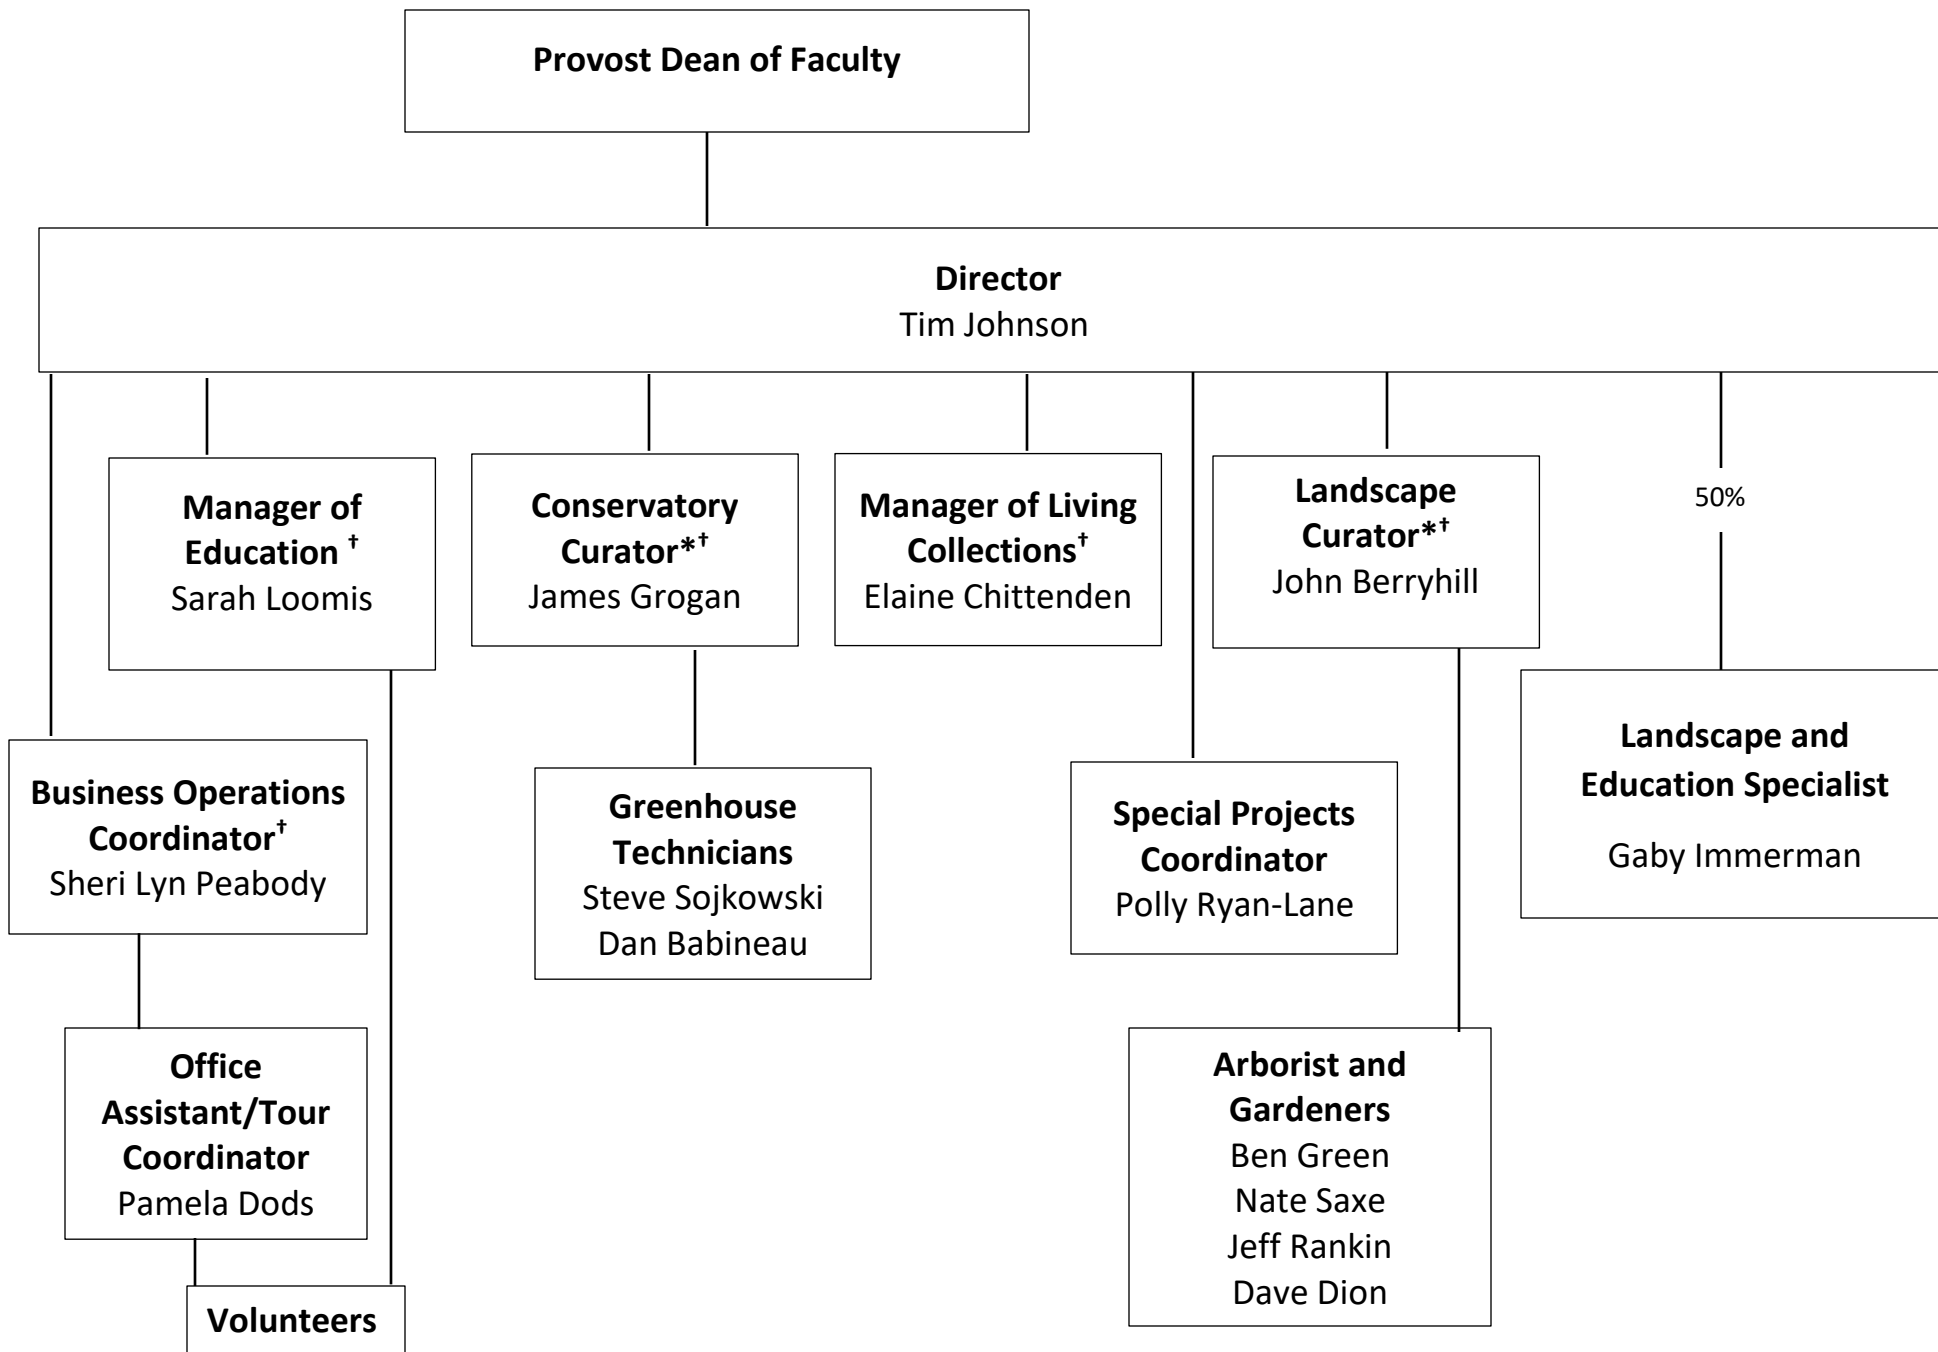 Provost Dean of Faculty
Director
Tim Johnson
Manager of
Education †
Sarah Loomis
Conservatory
Curator*†
James Grogan
Manager of Living
Collections†
Elaine Chittenden
Landscape
Curator*†
John Berryhill
50%
Business Operations
Coordinator†
Sheri Lyn Peabody
Greenhouse
Technicians
Steve Sojkowski
Dan Babineau
Special Projects
Coordinator
Polly Ryan-Lane
Landscape and
Education Specialist
Gaby Immerman
Office
Assistant/Tour
Coordinator
Pamela Dods
Arborist and
Gardeners
Ben Green
Nate Saxe
Jeff Rankin
Dave Dion
Volunteers